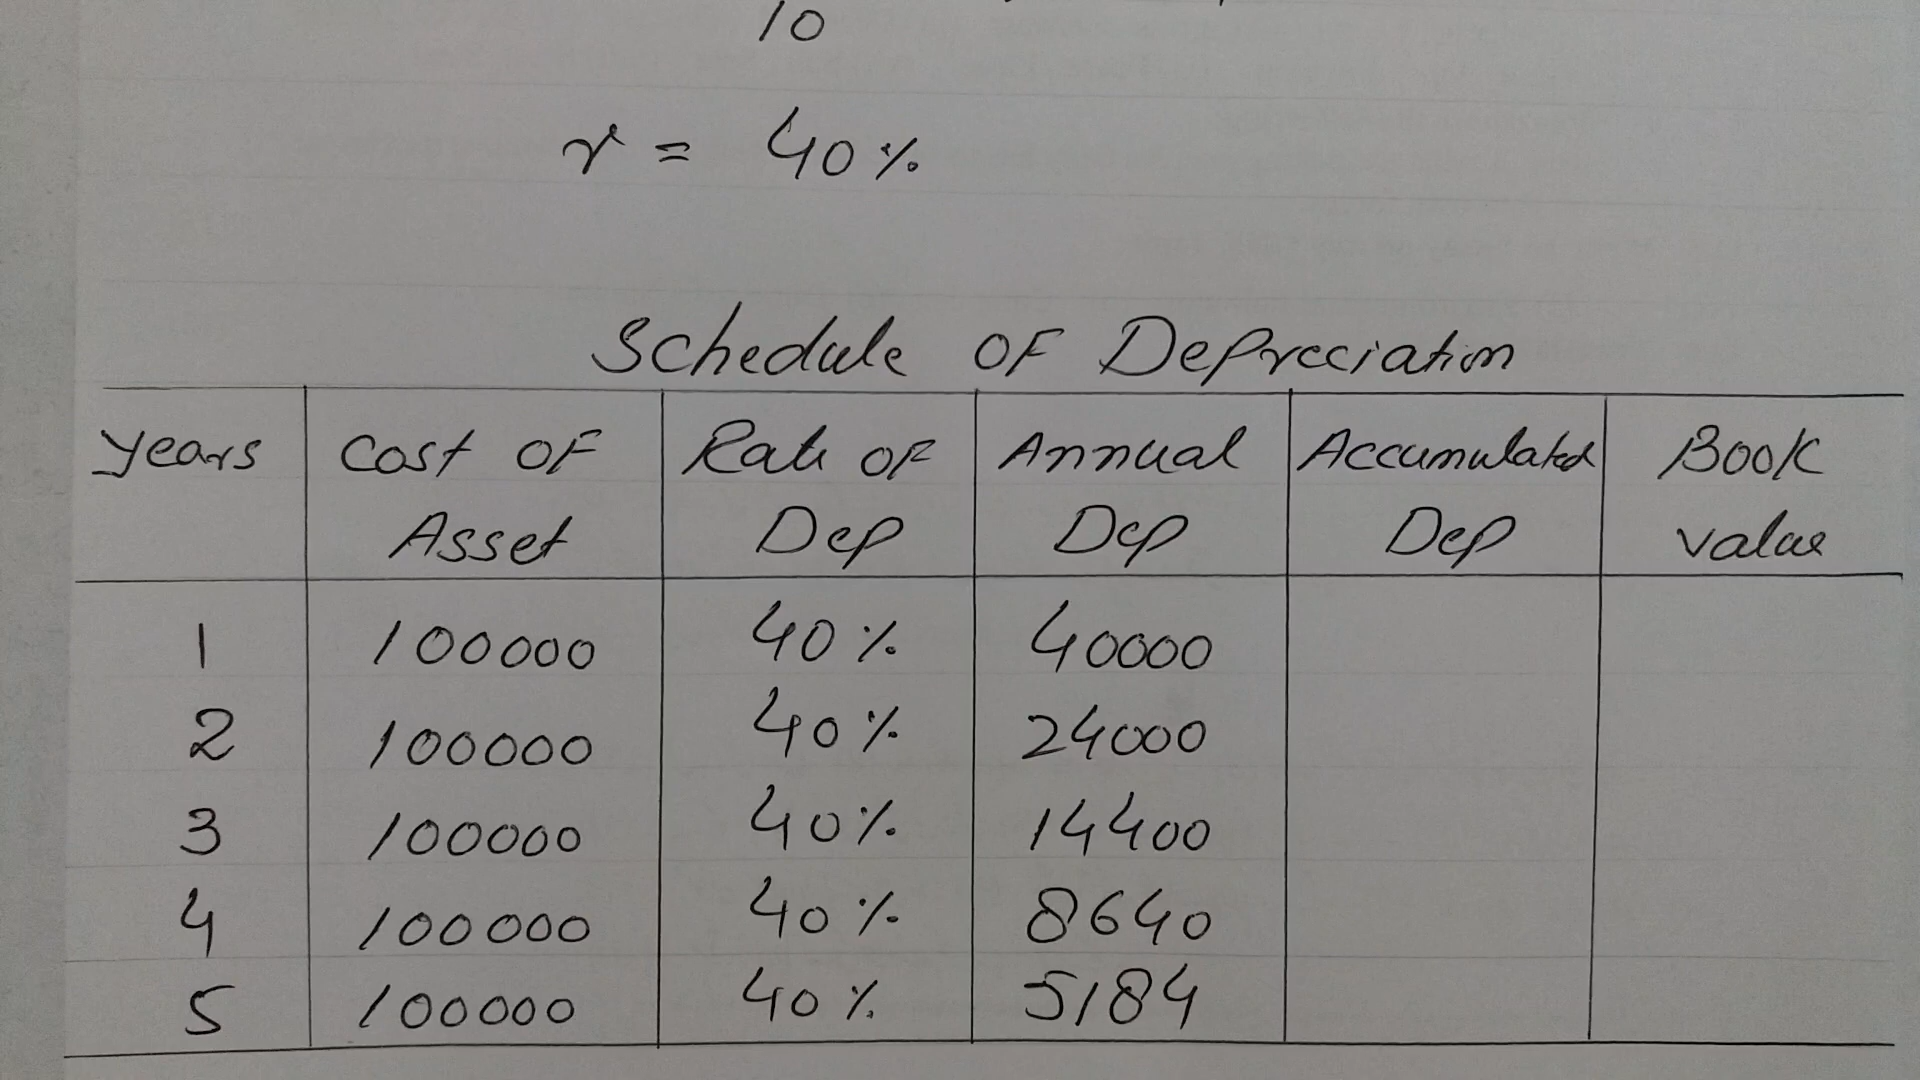 10
r = 40%
Schedule OF Depreciation
years | Cost OF Asset | Rate OF Dep | Annual Dep | Accumulated Dep | Book value
1 | 100000 | 40% | 40000
2 | 100000 | 40% | 24000
3 | 100000 | 40% | 14400
4 | 100000 | 40% | 8640
5 | 100000 | 40% | 5184